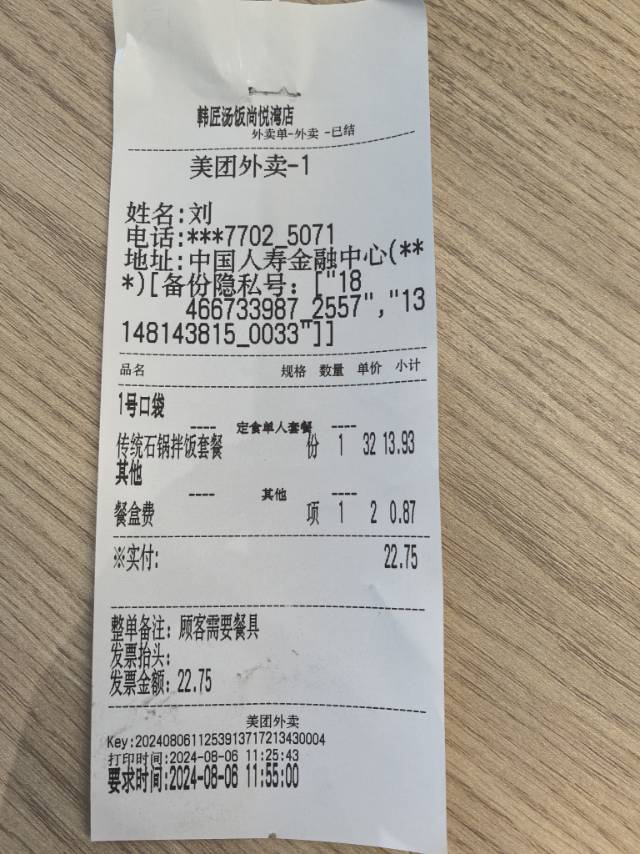 韩匠汤饭尚悦湾店
外卖单-外卖 -已结
美团外卖-1
姓名:刘
电话:***7702_5071
地址:中国人寿金融中心(**
*)[备份隐私号: ["18
466733987_2557","13
148143815_0033"]]
品名 规格 数量 单价 小计
1号口袋
---- 定食单人套餐 ----
传统石锅拌饭套餐 份 1 32 13.93
其他
---- 其他 ----
餐盒费 项 1 2 0.87
※实付: 22.75
整单备注: 顾客需要餐具
发票抬头:
发票金额: 22.75
美团外卖
Key:2024080611253913717213430004
打印时间:2024-08-06 11:25:43
要求时间:2024-08-06 11:55:00